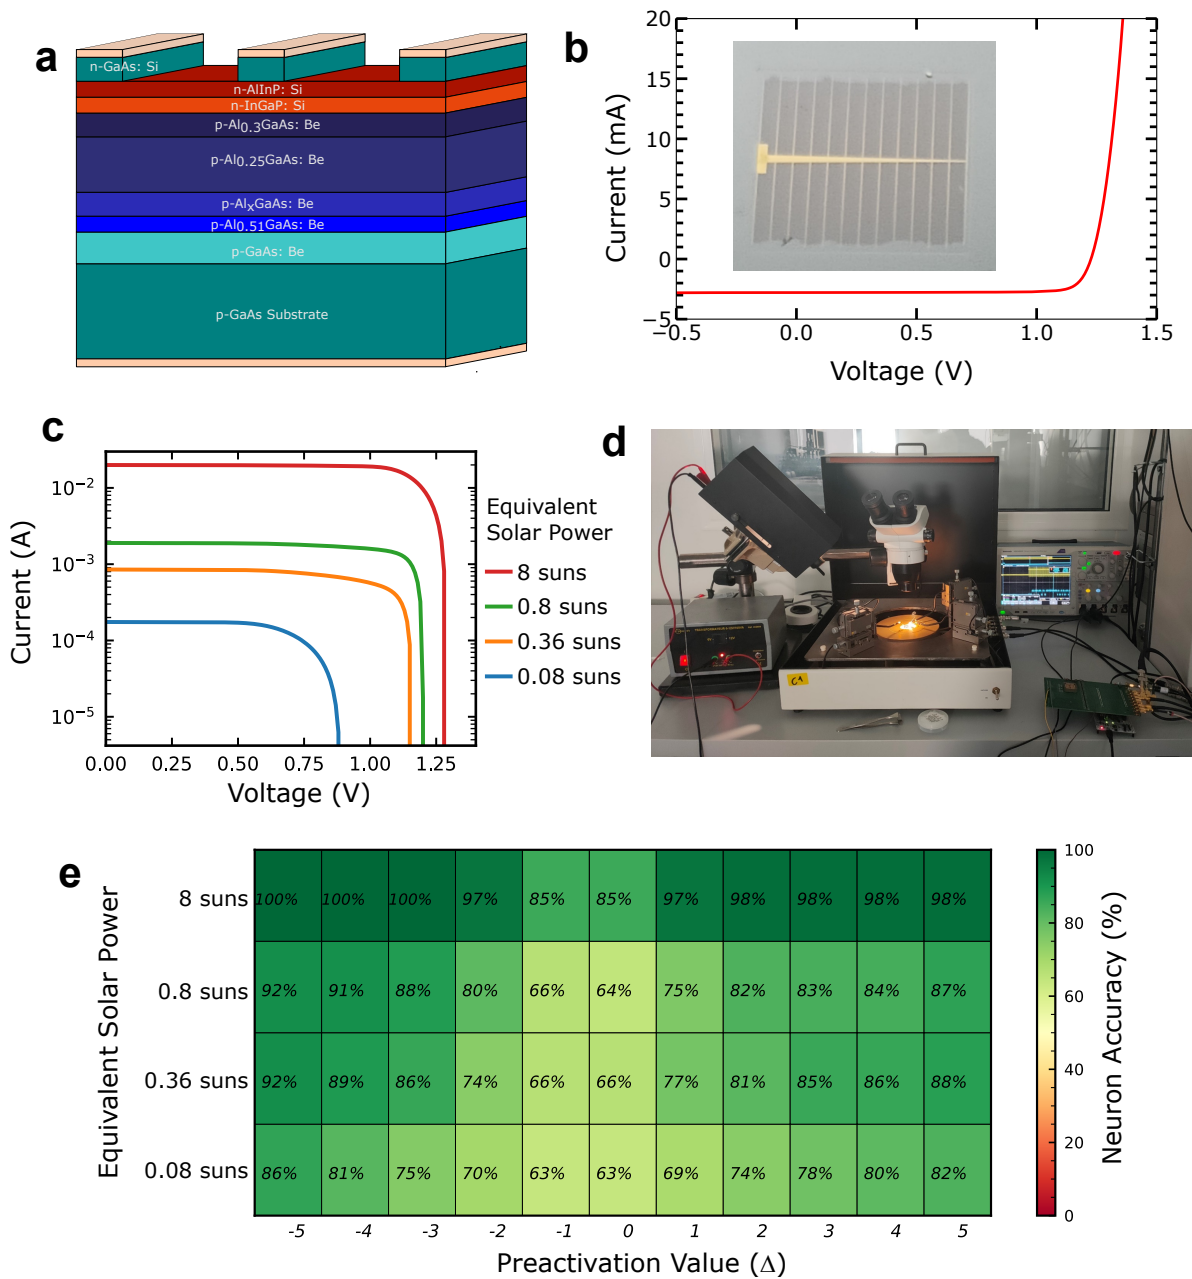 a
n-GaAs: Si
n-AlInP: Si
n-InGaP: Si
p-Al0.3GaAs: Be
p-Al0.25GaAs: Be
p-AlxGaAs: Be
p-Al0.51GaAs: Be
p-GaAs: Be
p-GaAs Substrate
b
Current (mA)
20
15
10
5
0
−5
−0.5
0.0
0.5
1.0
1.5
Voltage (V)
c
Current (A)
10−2
10−3
10−4
10−5
0.00
0.25
0.50
0.75
1.00
1.25
Voltage (V)
Equivalent
Solar Power
8 suns
0.8 suns
0.36 suns
0.08 suns
d
e
Equivalent Solar Power
8 suns 100% 100% 100% 97% 85% 85% 97% 98% 98% 98% 98%
0.8 suns 92% 91% 88% 80% 66% 64% 75% 82% 83% 84% 87%
0.36 suns 92% 89% 86% 74% 66% 66% 77% 81% 85% 86% 88%
0.08 suns 86% 81% 75% 70% 63% 63% 69% 74% 78% 80% 82%
-5 -4 -3 -2 -1 0 1 2 3 4 5
Preactivation Value (Δ)
100
80
60
40
20
0
Neuron Accuracy (%)